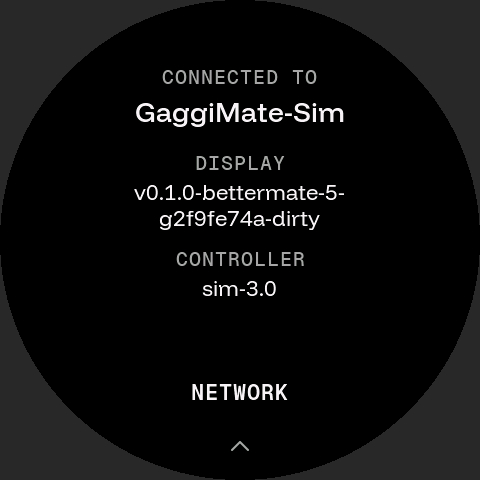 CONNECTED TO
GaggiMate-Sim
DISPLAY
v0.1.0-bettermate-5-
g2f9fe74a-dirty
CONTROLLER
sim-3.0
NETWORK